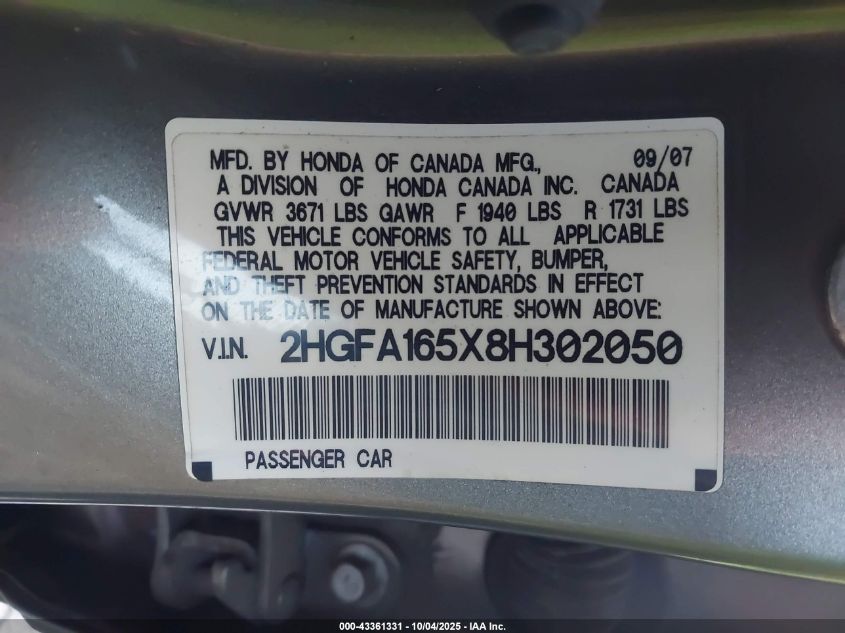 MFD. BY HONDA OF CANADA MFG., 09/07
A DIVISION OF HONDA CANADA INC. CANADA
GVWR 3671 LBS GAWR F 1940 LBS R 1731 LBS
THIS VEHICLE CONFORMS TO ALL APPLICABLE
FEDERAL MOTOR VEHICLE SAFETY, BUMPER,
AND THEFT PREVENTION STANDARDS IN EFFECT
ON THE DATE OF MANUFACTURE SHOWN ABOVE:
V.I.N. 2HGFA165X8H302050
PASSENGER CAR
000-43361331 - 10/04/2025 - IAA Inc.